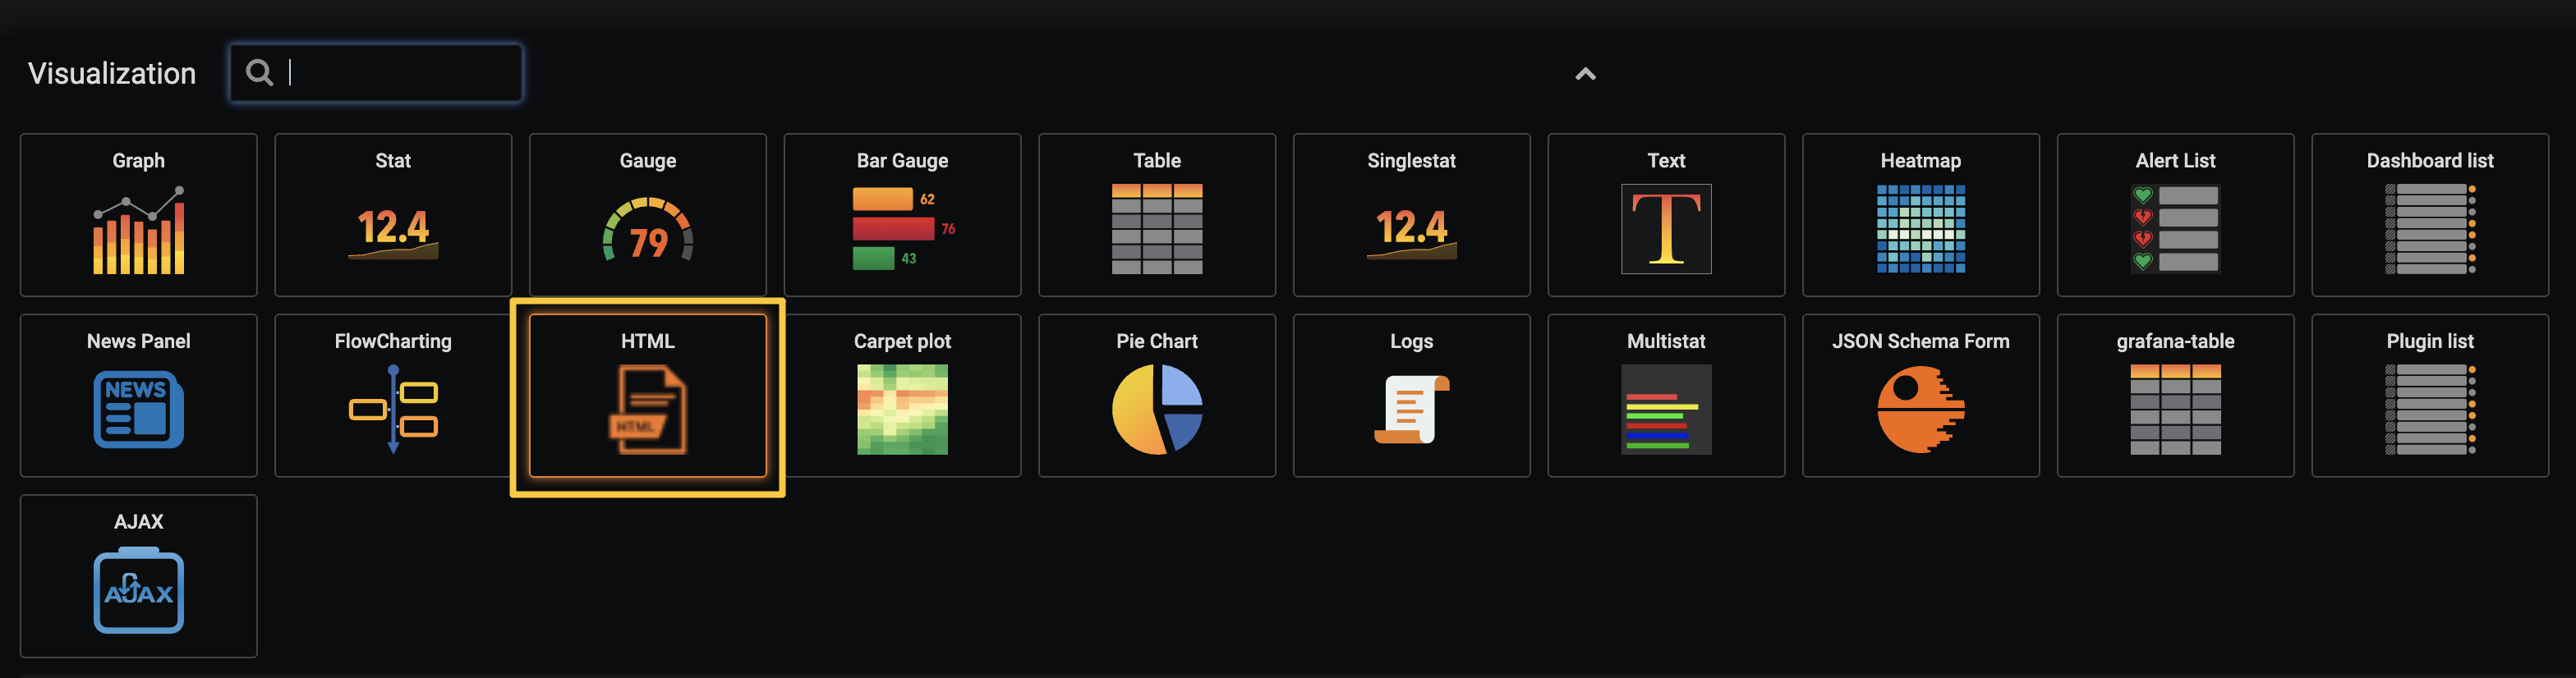 Visualization
Graph
Stat
Gauge
Bar Gauge
Table
Singlestat
Text
Heatmap
Alert List
Dashboard list
12.4
79
62
76
43
12.4
T
News Panel
FlowCharting
HTML
Carpet plot
Pie Chart
Logs
Multistat
JSON Schema Form
grafana-table
Plugin list
NEWS
HTML
AJAX
AJAX